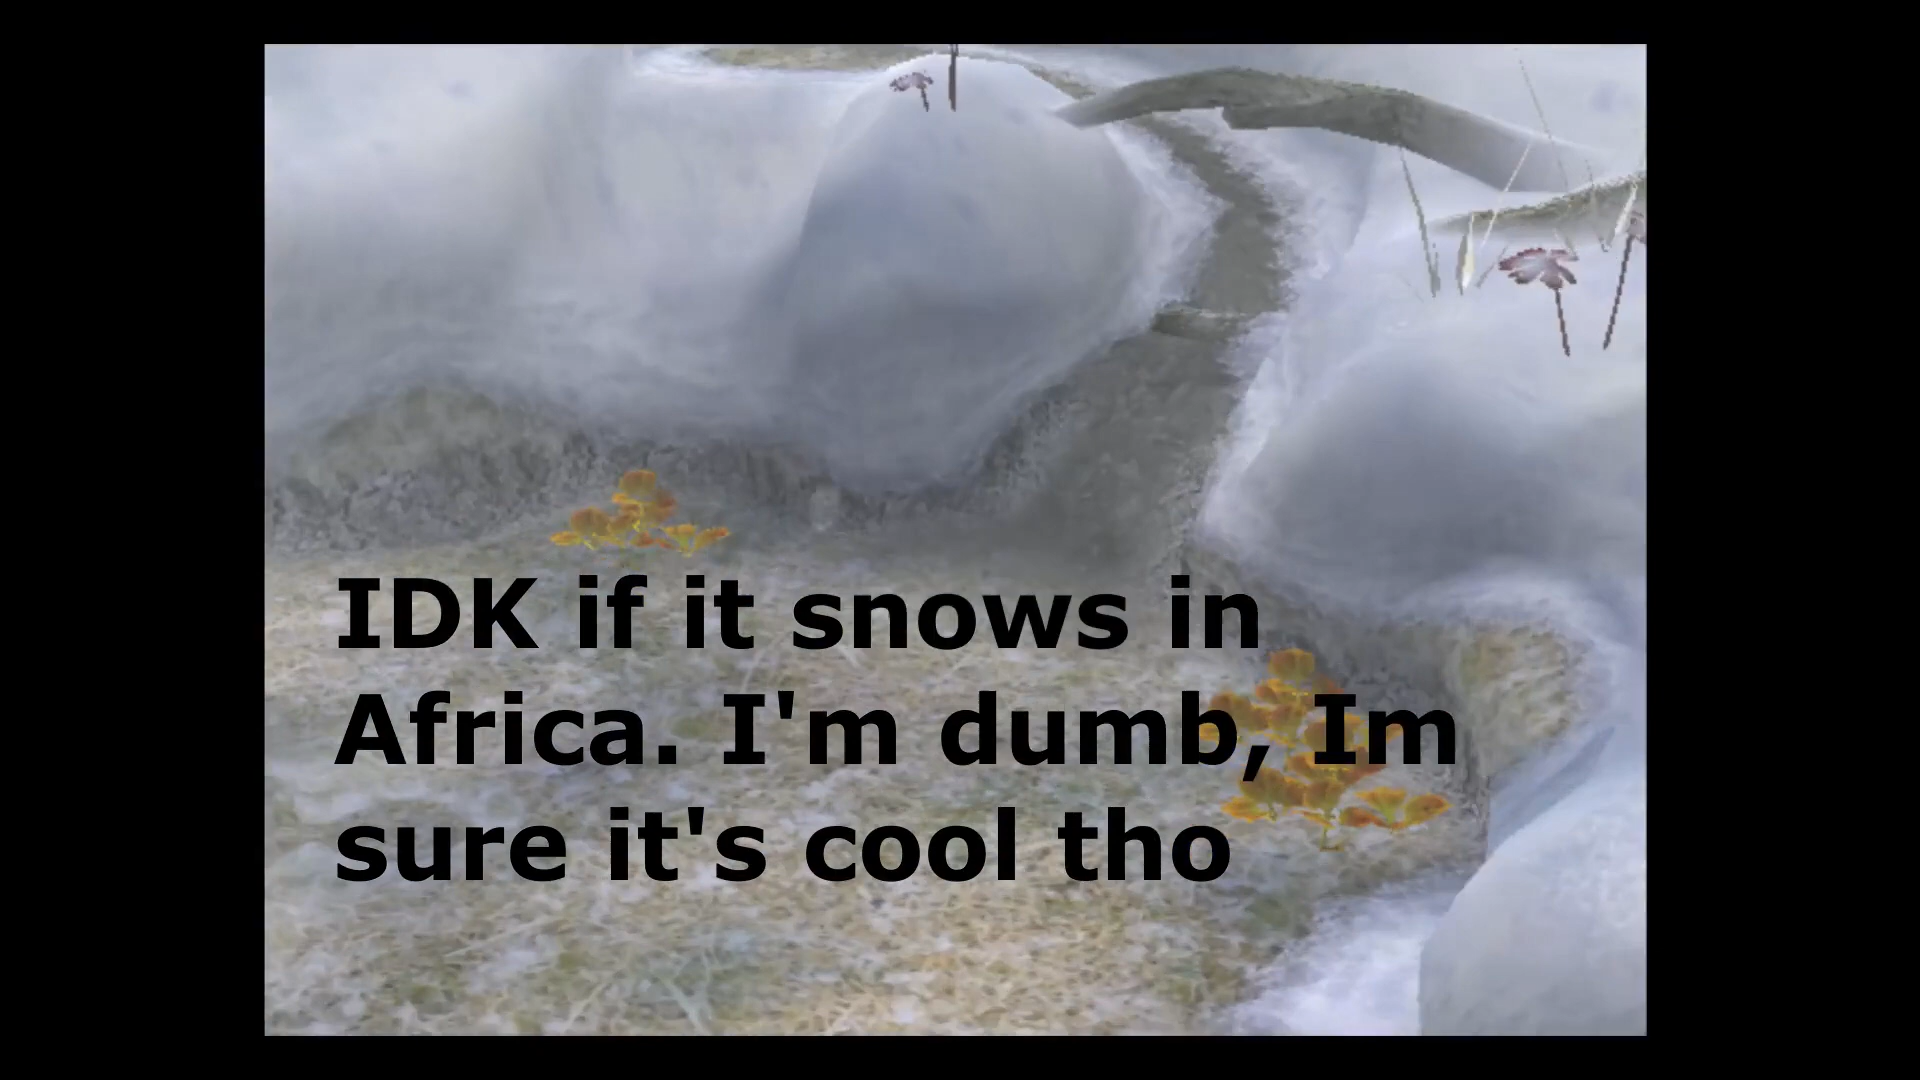 IDK if it snows in
Africa. I'm dumb, Im
sure it's cool tho